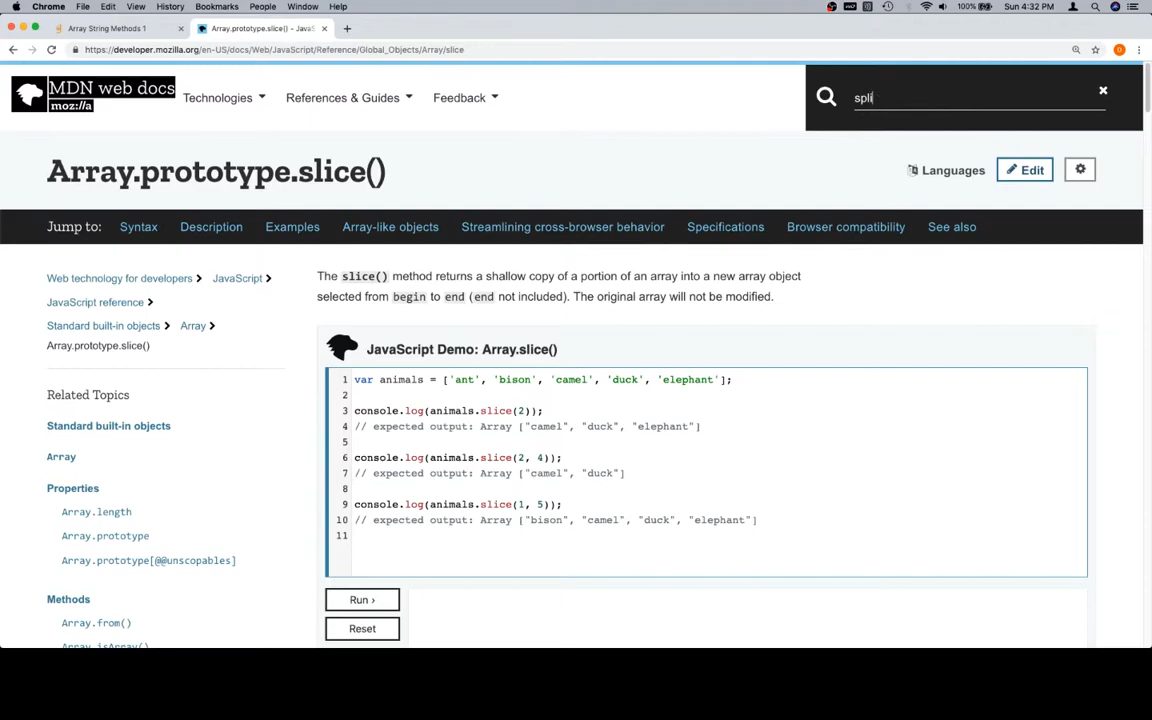 Chrome File Edit View History Bookmarks People Window Help 100% Sun 4:32 PM
Array String Methods 1
Array.prototype.slice() – JavaS
https://developer.mozilla.org/en-US/docs/Web/JavaScript/Reference/Global_Objects/Array/slice
MDN web docs
moz://a
Technologies References & Guides Feedback
spli
Array.prototype.slice()
Languages Edit
Jump to: Syntax Description Examples Array-like objects Streamlining cross-browser behavior Specifications Browser compatibility See also
Web technology for developers JavaScript
JavaScript reference
Standard built-in objects Array
Array.prototype.slice()
Related Topics
Standard built-in objects
Array
Properties
Array.length
Array.prototype
Array.prototype[@@unscopables]
Methods
Array.from()
Array.isArray()
The slice() method returns a shallow copy of a portion of an array into a new array object
selected from begin to end (end not included). The original array will not be modified.
JavaScript Demo: Array.slice()
1 var animals = ['ant', 'bison', 'camel', 'duck', 'elephant'];
2
3 console.log(animals.slice(2));
4 // expected output: Array ["camel", "duck", "elephant"]
5
6 console.log(animals.slice(2, 4));
7 // expected output: Array ["camel", "duck"]
8
9 console.log(animals.slice(1, 5));
10 // expected output: Array ["bison", "camel", "duck", "elephant"]
11
Run ›
Reset